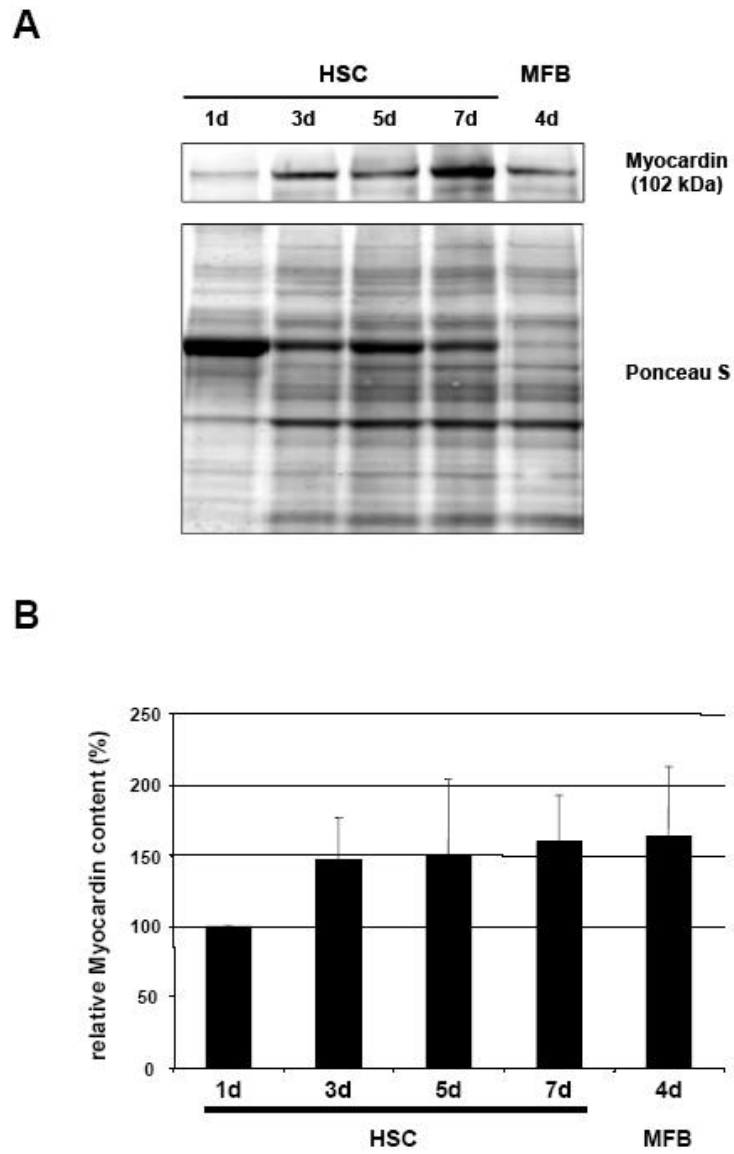 A
HSC MFB
1d 3d 5d 7d 4d
Myocardin
(102 kDa)
Ponceau S
B
relative Myocardin content (%)
250
200
150
100
50
0
1d 3d 5d 7d 4d
HSC MFB